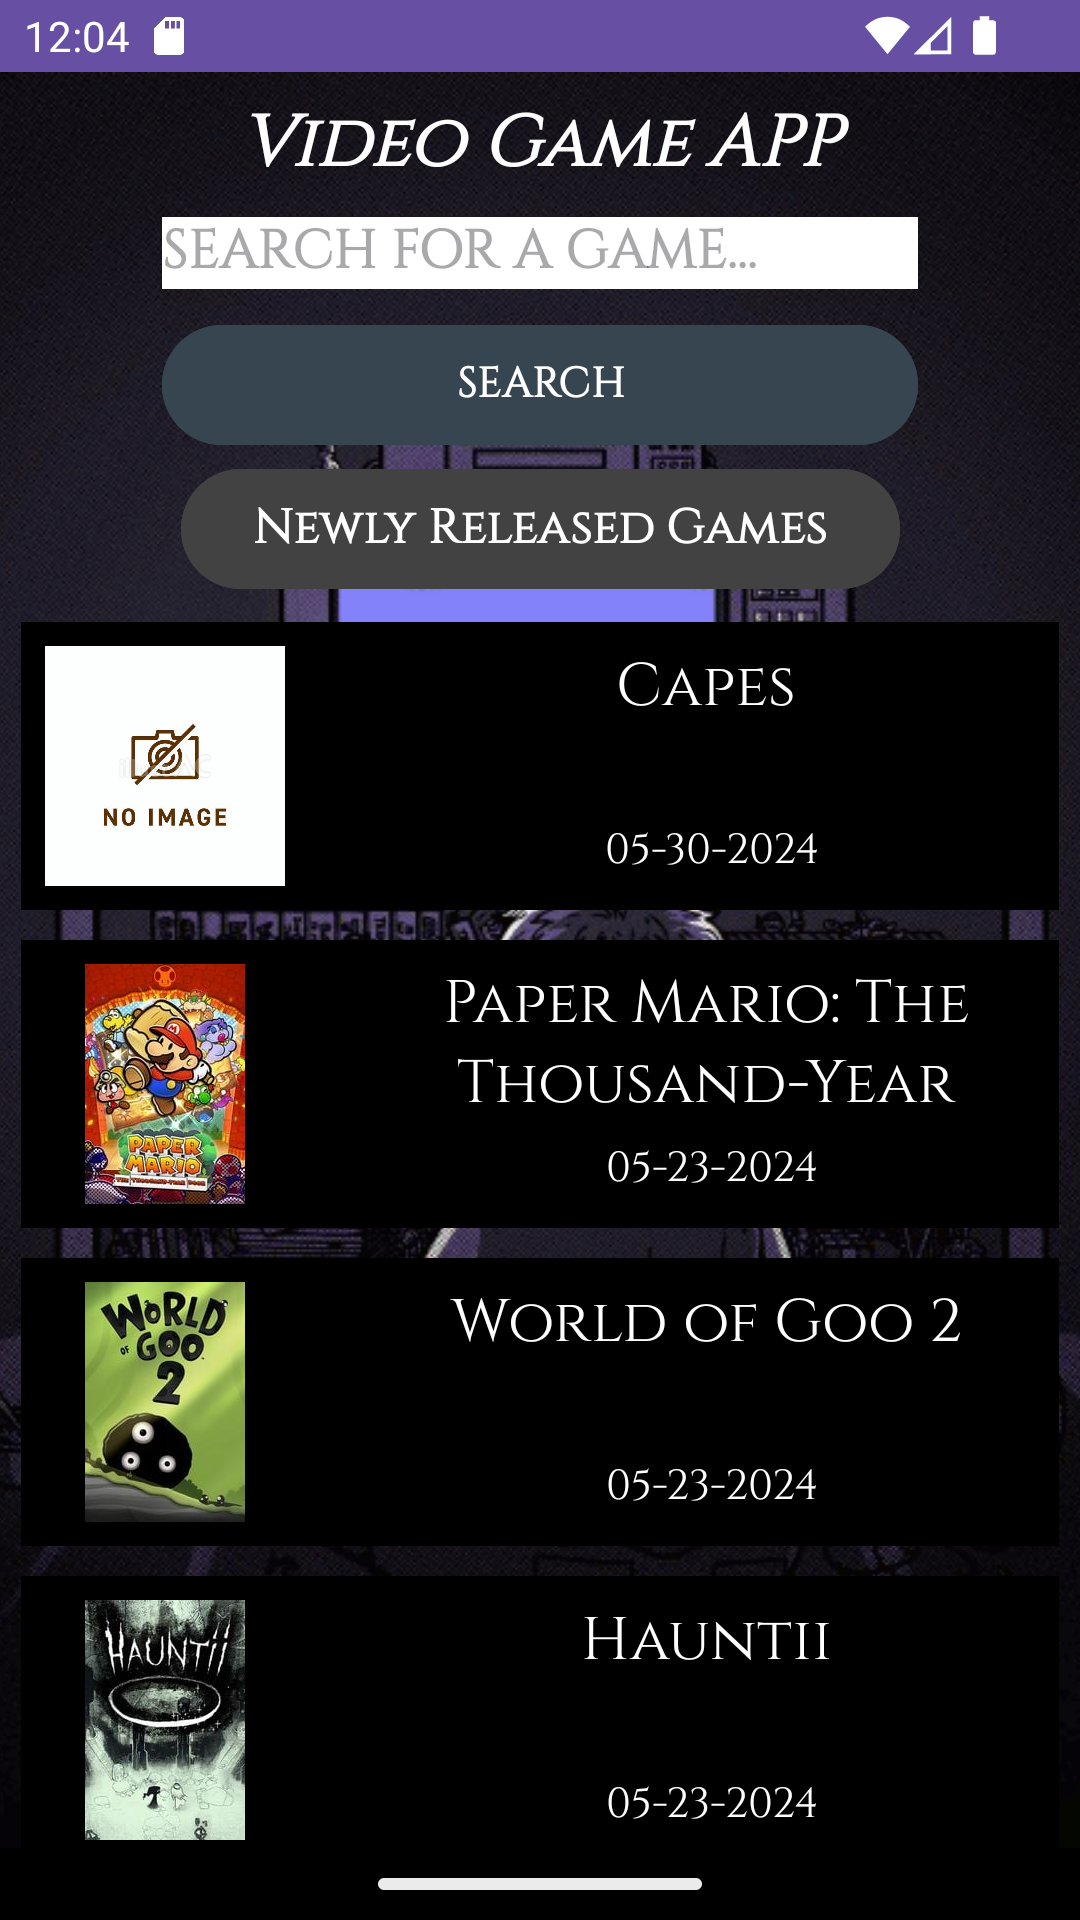 12:04
Video Game APP
SEARCH FOR A GAME...
SEARCH
Newly Released Games
NO IMAGE
Capes
05-30-2024
PAPER
MARIO
Paper Mario: The
Thousand-Year
05-23-2024
WORLD
OF GOO
2
World of Goo 2
05-23-2024
HAUNTii
Hauntii
05-23-2024